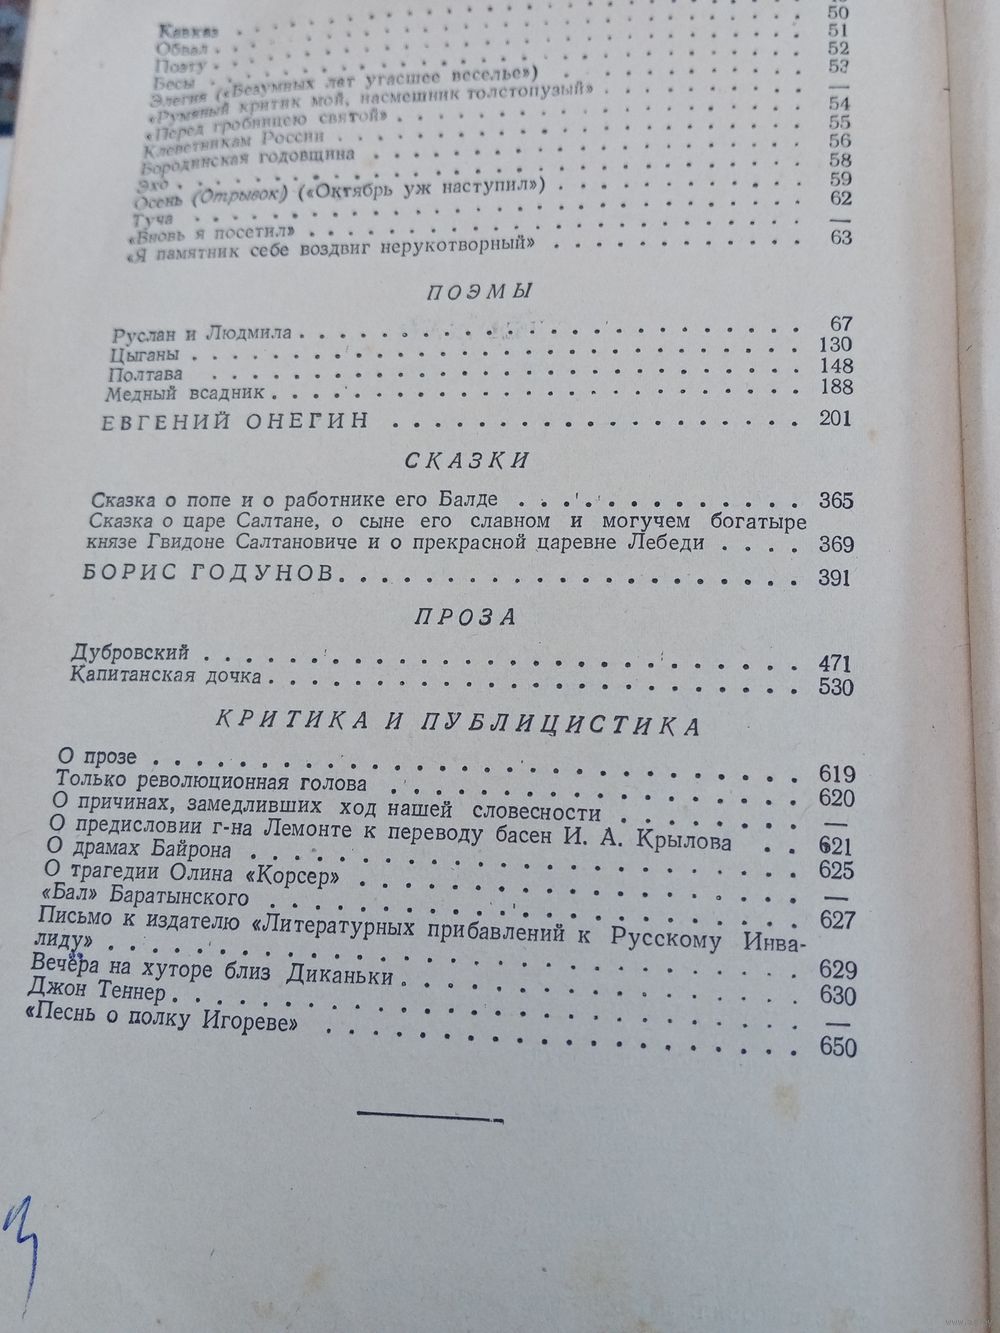 Кавказ
Обвал 50
Поэту 51
Бесы 52
Элегия («Безумных лет угасшее веселье») 53
«Румяный критик мой, насмешник толстопузый» —
«Перед гробницею святой» 54
Клеветникам России 55
Бородинская годовщина 56
Эхо 58
Осень (Отрывок) («Октябрь уж наступил») 59
Туча 62
«Вновь я посетил» —
«Я памятник себе воздвиг нерукотворный» 63
ПОЭМЫ
Руслан и Людмила 67
Цыганы 130
Полтава 148
Медный всадник 188
ЕВГЕНИЙ ОНЕГИН 201
СКАЗКИ
Сказка о попе и о работнике его Балде 365
Сказка о царе Салтане, о сыне его славном и могучем богатыре
князе Гвидоне Салтановиче и о прекрасной царевне Лебеди 369
БОРИС ГОДУНОВ 391
ПРОЗА
Дубровский 471
Капитанская дочка 530
КРИТИКА И ПУБЛИЦИСТИКА
О прозе 619
Только революционная голова 620
О причинах, замедливших ход нашей словесности —
О предисловии г-на Лемонте к переводу басен И. А. Крылова 621
О драмах Байрона 625
О трагедии Олина «Корсер» —
«Бал» Баратынского 627
Письмо к издателю «Литературных прибавлений к Русскому Инва-
лиду» 629
Вечера на хуторе близ Диканьки 630
Джон Теннер —
«Песнь о полку Игореве» 650